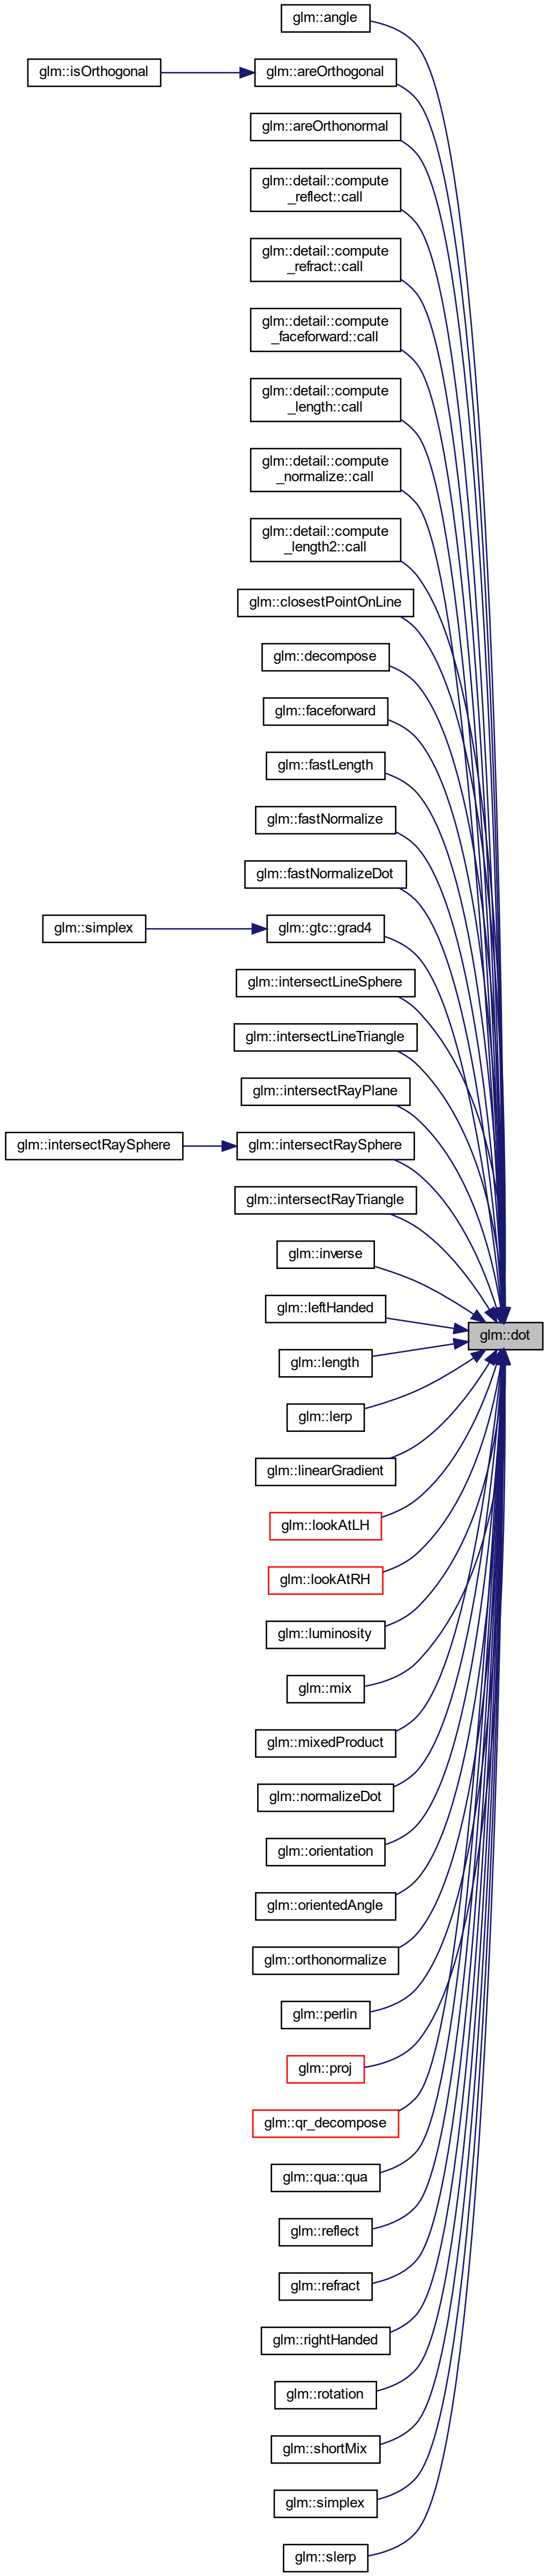 glm::angle
glm::isOrthogonal
glm::areOrthogonal
glm::areOrthonormal
glm::detail::compute
_reflect::call
glm::detail::compute
_refract::call
glm::detail::compute
_faceforward::call
glm::detail::compute
_length::call
glm::detail::compute
_normalize::call
glm::detail::compute
_length2::call
glm::closestPointOnLine
glm::decompose
glm::faceforward
glm::fastLength
glm::fastNormalize
glm::fastNormalizeDot
glm::simplex
glm::gtc::grad4
glm::intersectLineSphere
glm::intersectLineTriangle
glm::intersectRayPlane
glm::intersectRaySphere
glm::intersectRaySphere
glm::intersectRayTriangle
glm::inverse
glm::leftHanded
glm::dot
glm::length
glm::lerp
glm::linearGradient
glm::lookAtLH
glm::lookAtRH
glm::luminosity
glm::mix
glm::mixedProduct
glm::normalizeDot
glm::orientation
glm::orientedAngle
glm::orthonormalize
glm::perlin
glm::proj
glm::qr_decompose
glm::qua::qua
glm::reflect
glm::refract
glm::rightHanded
glm::rotation
glm::shortMix
glm::simplex
glm::slerp